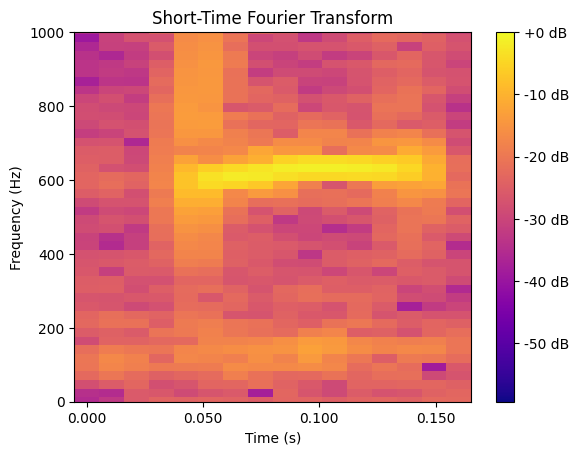 Short-Time Fourier Transform
1000
800
600
400
200
0
Frequency (Hz)
0.000
0.050
0.100
0.150
Time (s)
+0 dB
-10 dB
-20 dB
-30 dB
-40 dB
-50 dB